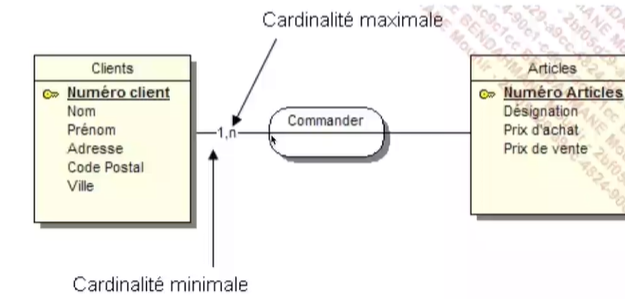 Cardinalité maximale
Clients
Numéro client
Nom
Prénom
Adresse
Code Postal
Ville
1,n
Commander
Articles
Numéro Articles
Désignation
Prix d'achat
Prix de vente
Cardinalité minimale